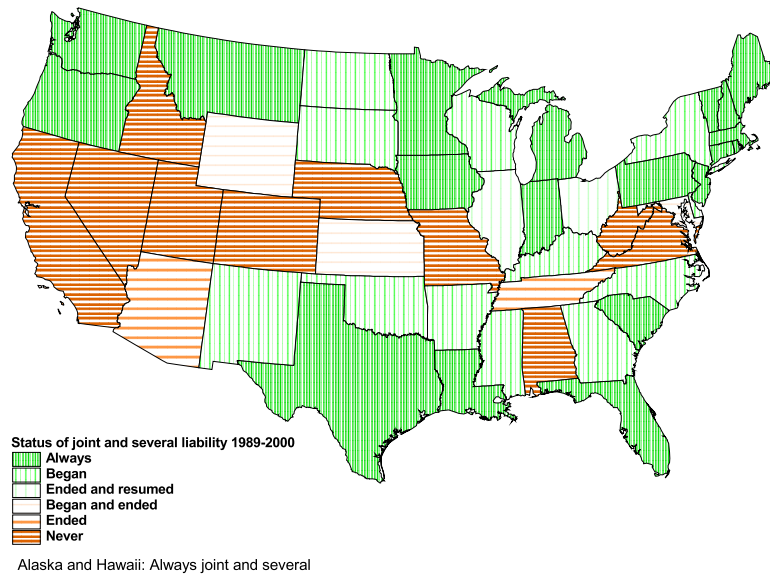 Status of joint and several liability 1989-2000
Always
Began
Ended and resumed
Began and ended
Ended
Never
Alaska and Hawaii: Always joint and several